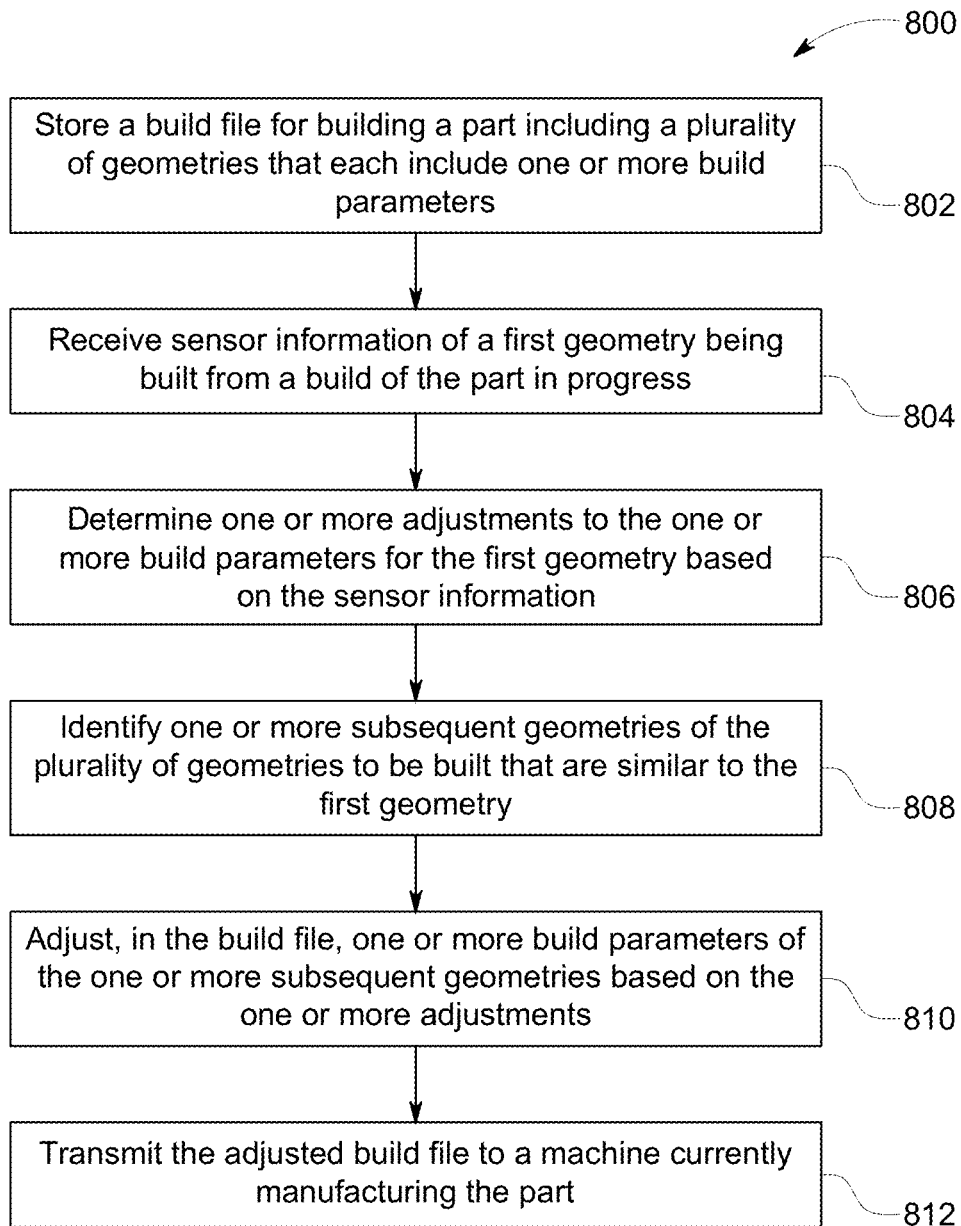 800
Store a build file for building a part including a plurality
of geometries that each include one or more build
parameters
802
Receive sensor information of a first geometry being
built from a build of the part in progress
804
Determine one or more adjustments to the one or
more build parameters for the first geometry based
on the sensor information
806
Identify one or more subsequent geometries of the
plurality of geometries to be built that are similar to the
first geometry
808
Adjust, in the build file, one or more build parameters of
the one or more subsequent geometries based on the
one or more adjustments
810
Transmit the adjusted build file to a machine currently
manufacturing the part
812